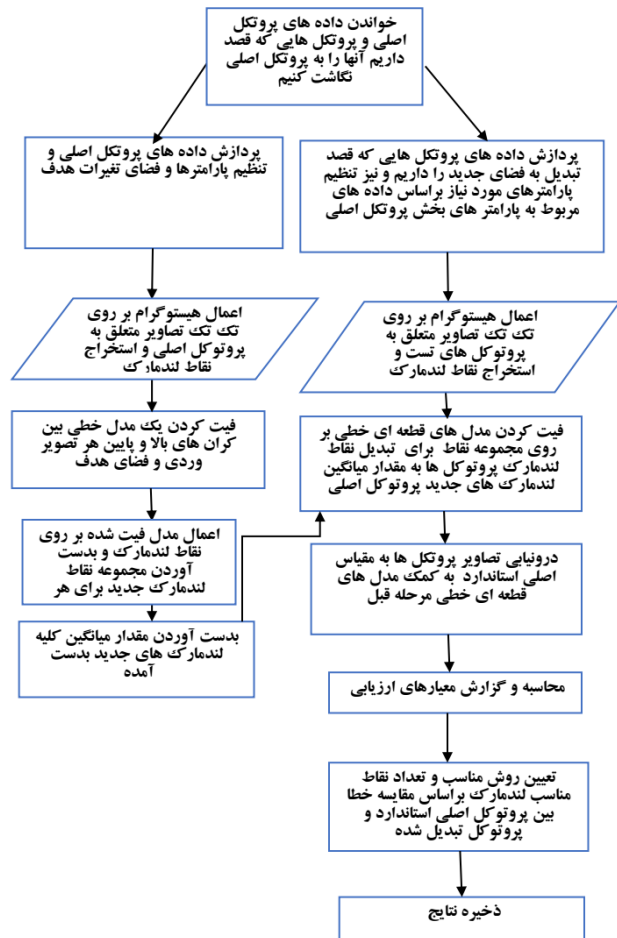 خواندن داده های پروتکل
اصلی و پروتکل هایی که قصد
داریم آنها را به پروتکل اصلی
نگاشت کنیم
پردازش داده های پروتکل هایی که قصد
تبدیل به فضای جدید را داریم و نیز تنظیم
پارامترهای مورد نیاز براساس داده های
مربوط به پارامتر های بخش پروتکل اصلی
پردازش داده های پروتکل اصلی و
تنظیم پارامترها و فضای تغیرات هدف
اعمال هیستوگرام بر روی
تک تک تصاویر متعلق به
پروتوکل های تست و
استخراج نقاط لندمارک
اعمال هیستوگرام بر روی
تک تک تصاویر متعلق به
پروتوکل اصلی و استخراج
نقاط لندمارک
فیت کردن مدل های قطعه ای خطی بر
روی مجموعه نقاط برای تبدیل نقاط
لندمارک پروتوکل ها به مقدار میانگین
لندمارک های جدید پروتوکل اصلی
فیت کردن یک مدل خطی بین
کران های بالا و پایین هر تصویر
وردی و فضای هدف
اعمال مدل فیت شده بر روی
نقاط لندمارک و بدست
آوردن مجموعه نقاط
لندمارک جدید برای هر
درونیابی تصاویر پروتکل ها به مقیاس
اصلی استاندارد به کمک مدل های
قطعه ای خطی مرحله قبل
بدست آوردن مقدار میانگین کلیه
لندمارک های جدید بدست
آمده
محاسبه و گزارش معیارهای ارزیابی
تعیین روش مناسب و تعداد نقاط
مناسب لندمارک براساس مقایسه خطا
بین پروتوکل اصلی استاندارد و
پروتوکل تبدیل شده
ذخیره نتایج